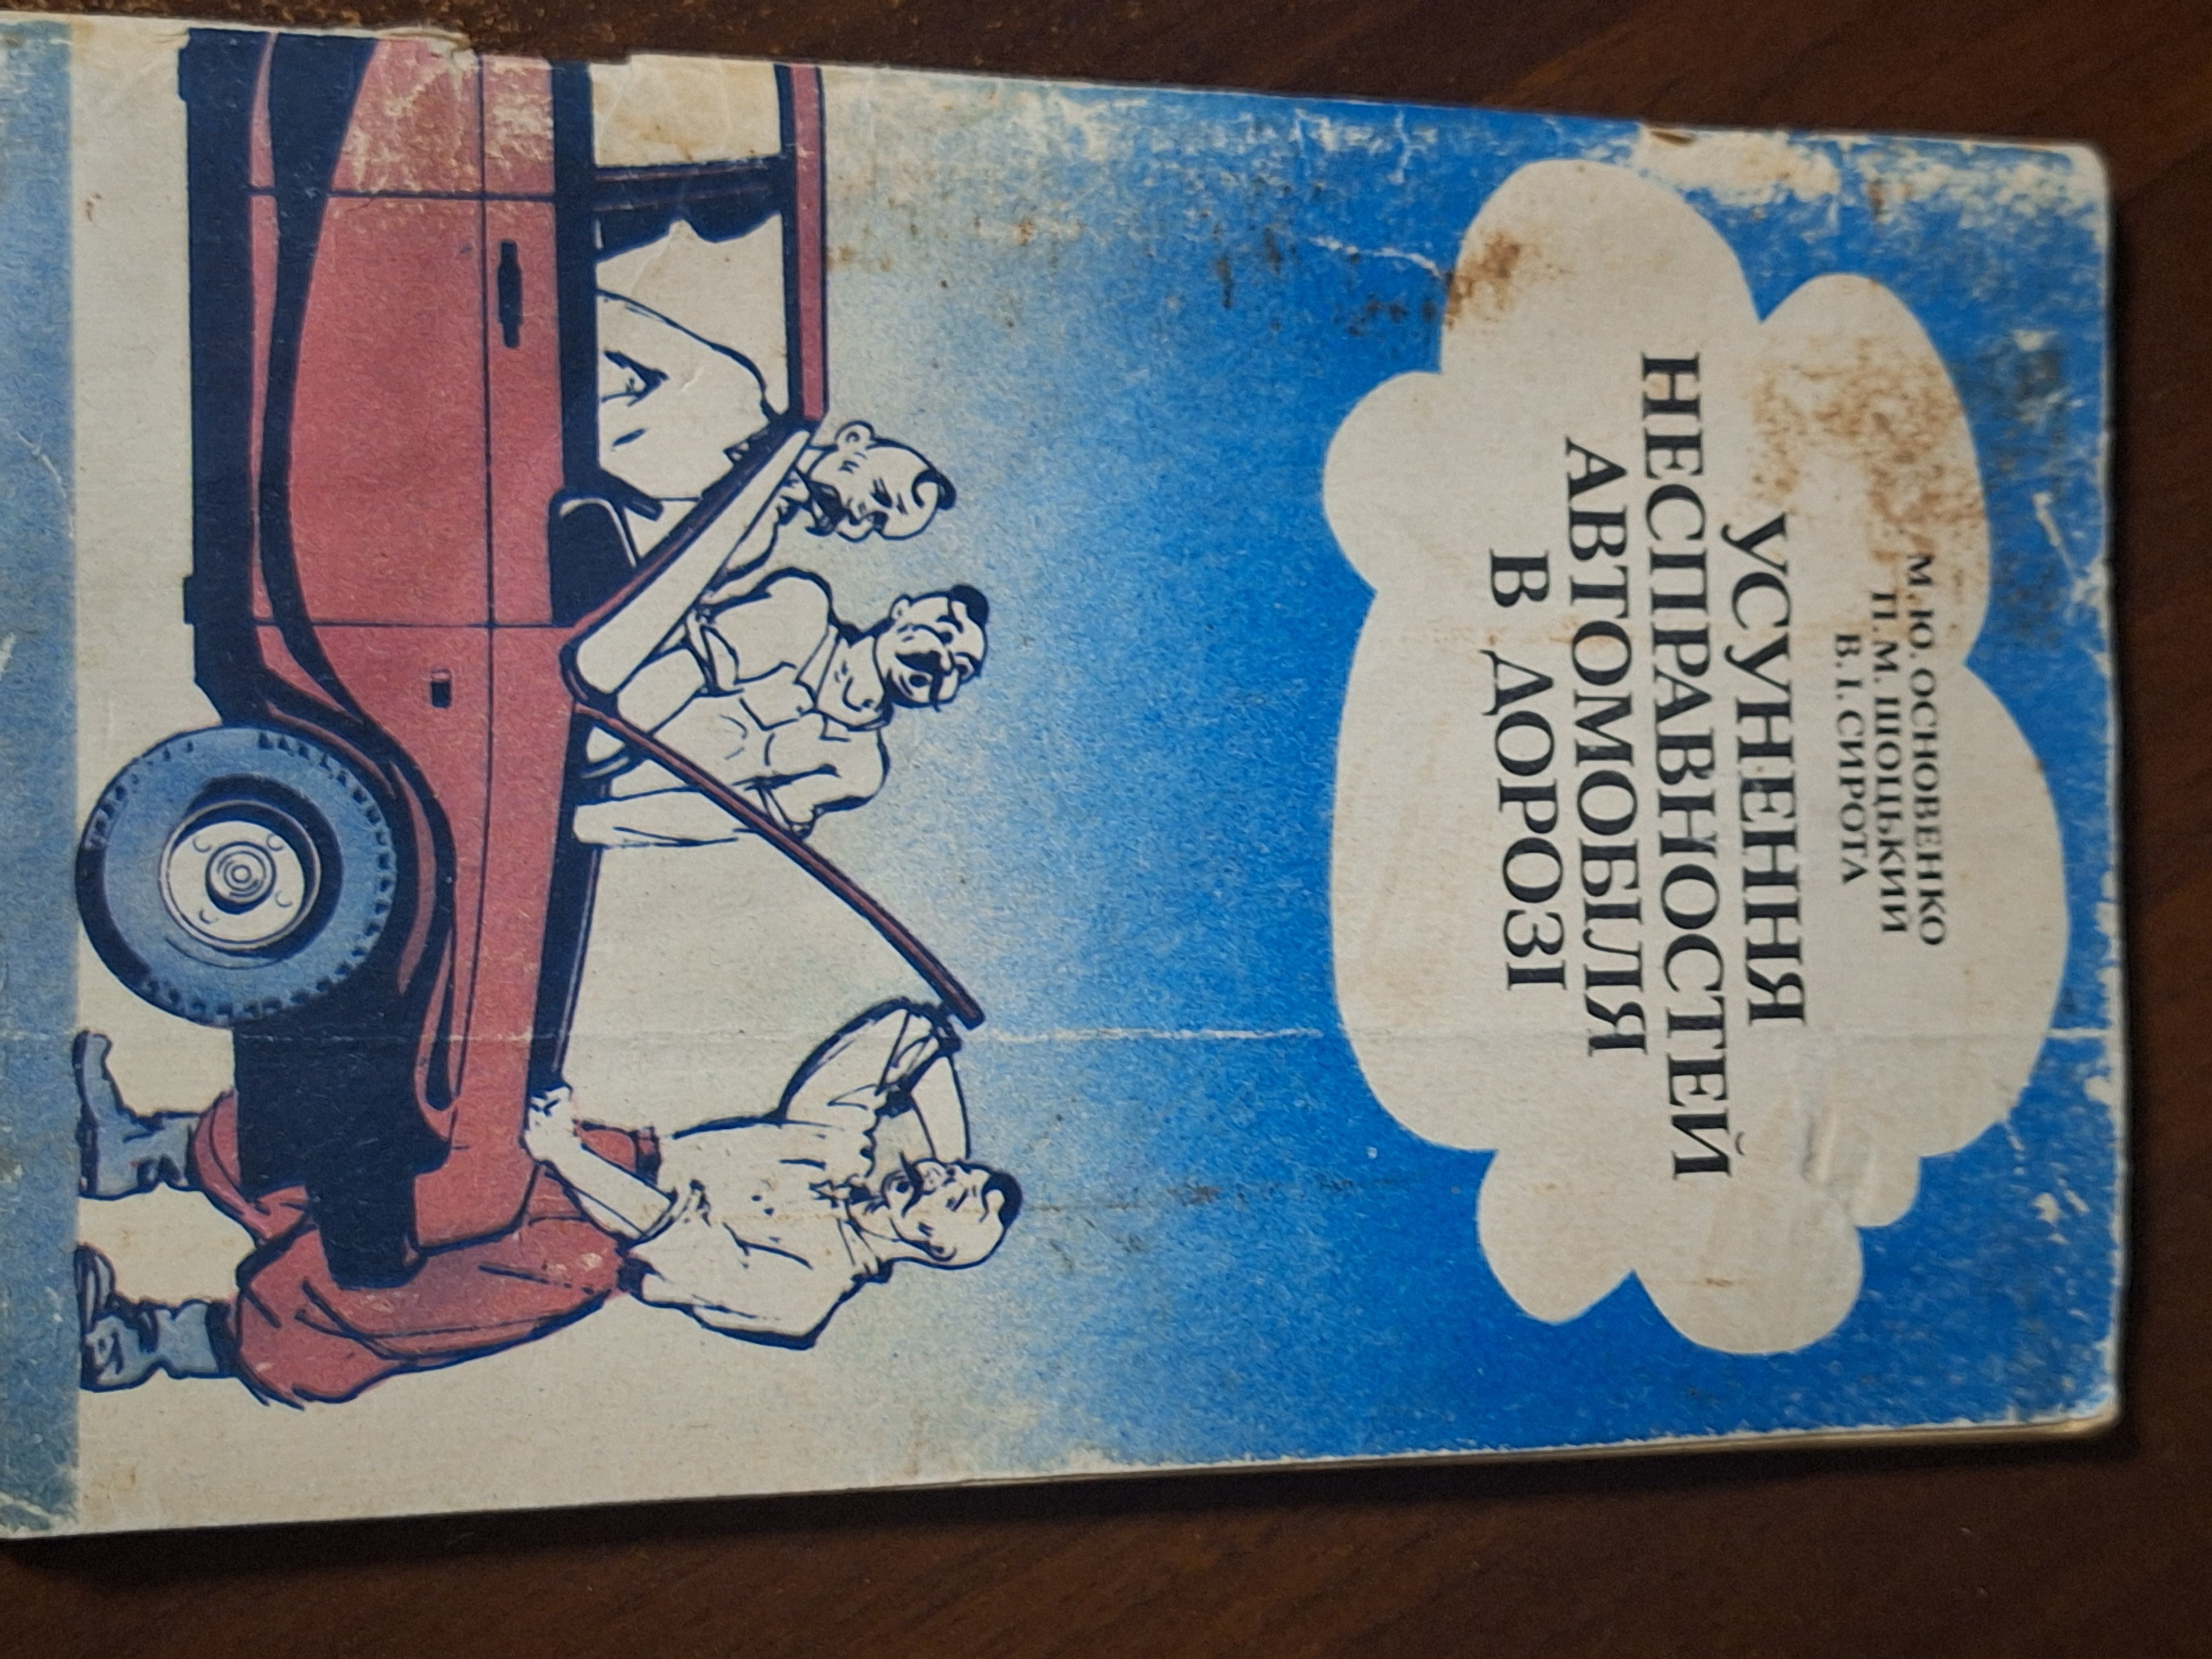 М.Ю. ОСНОВЕНКО
П.М. ШОЦЬКИЙ
В.І. СИРОТА
УСУНЕННЯ
НЕСПРАВНОСТЕЙ
АВТОМОБІЛЯ
В ДОРОЗІ